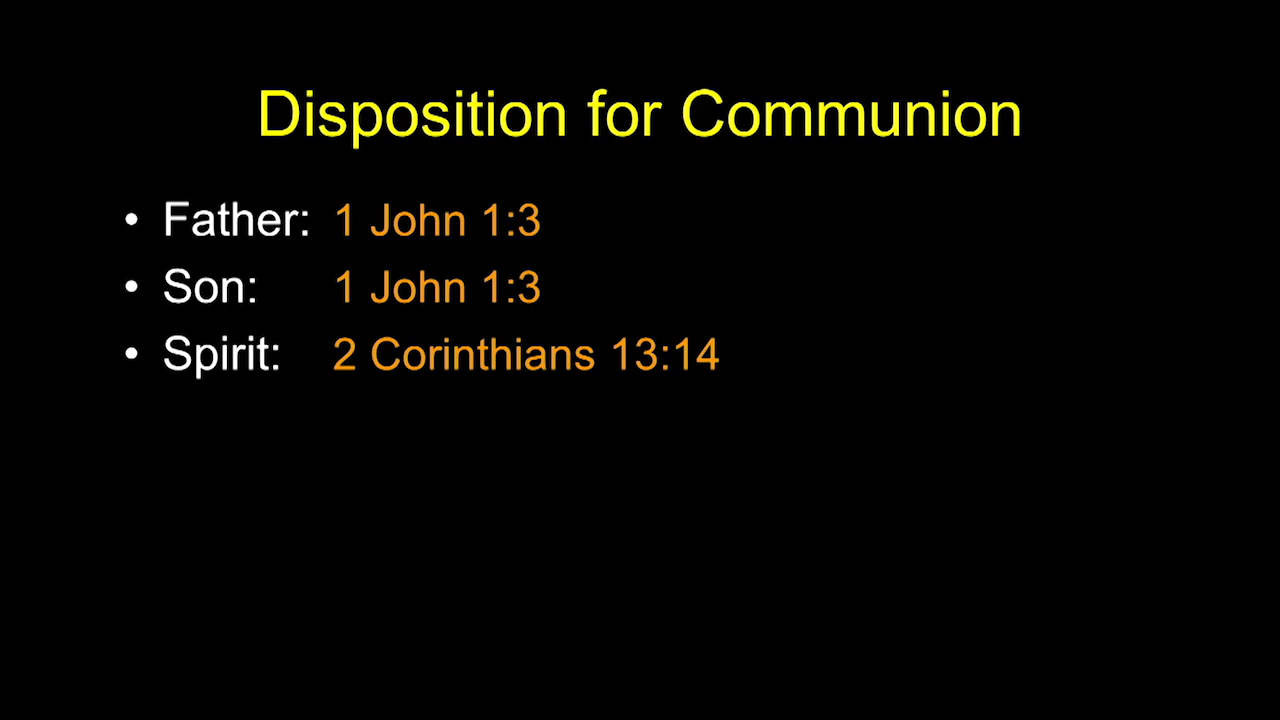 Disposition for Communion
• Father: 1 John 1:3
• Son: 1 John 1:3
• Spirit: 2 Corinthians 13:14